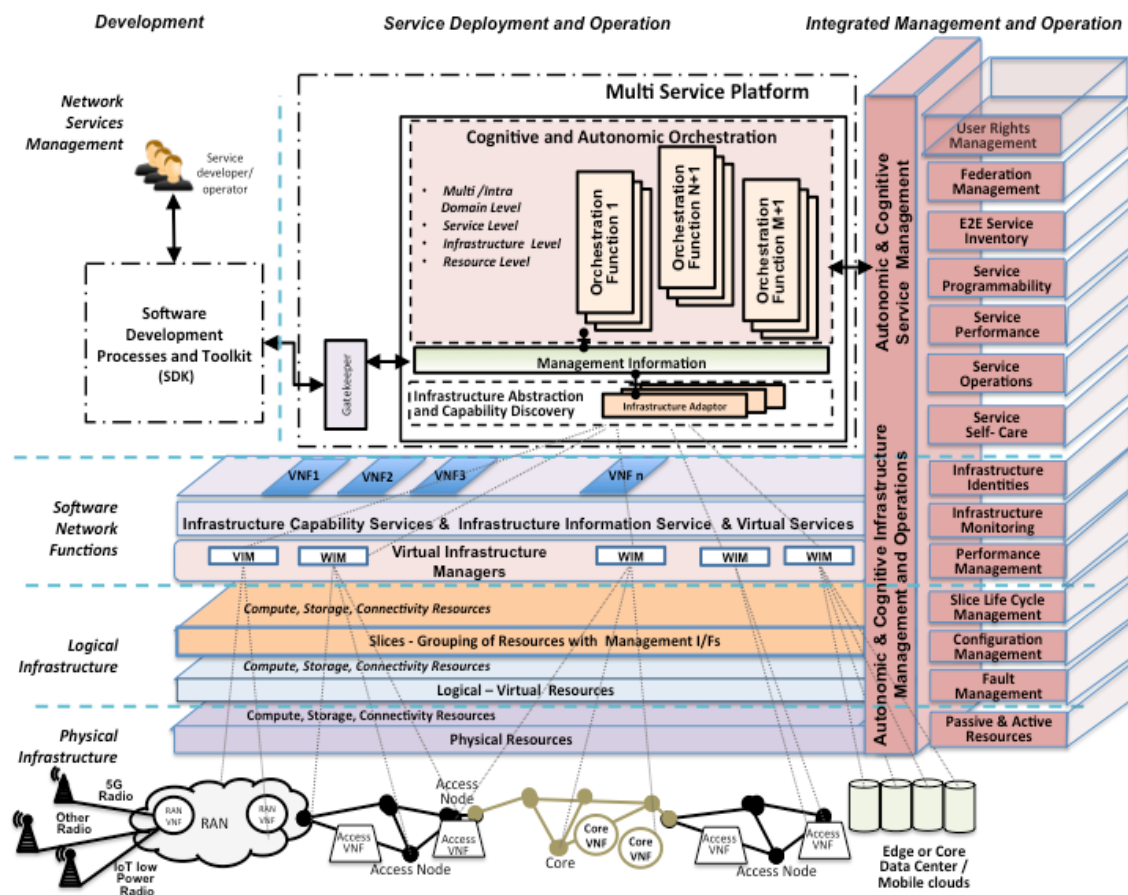 Development
Service Deployment and Operation
Integrated Management and Operation
Network
Services
Management
Service
developer/
operator
Software
Development
Processes and Toolkit
(SDK)
Multi Service Platform
Cognitive and Autonomic Orchestration
• Multi /Intra
Domain Level
• Service Level
• Infrastructure Level
• Resource Level
Orchestration
Function 1
Orchestration
Function N+1
Orchestration
Function M+1
Gatekeeper
Management Information
Infrastructure Abstraction
and Capability Discovery
Infrastructure Adaptor
Autonomic & Cognitive
Service Management
Autonomic & Cognitive Infrastructure
Management and Operations
User Rights
Management
Federation
Management
E2E Service
Inventory
Service
Programmability
Service
Performance
Service
Operations
Service
Self- Care
Infrastructure
Identities
Infrastructure
Monitoring
Performance
Management
Slice Life Cycle
Management
Configuration
Management
Fault
Management
Passive & Active
Resources
Software
Network
Functions
VNF1
VNF2
VNF3
VNF n
Infrastructure Capability Services & Infrastructure Information Service & Virtual Services
VIM
WIM
Virtual Infrastructure
Managers
WIM
WIM
WIM
Logical
Infrastructure
Compute, Storage, Connectivity Resources
Slices - Grouping of Resources with Management I/Fs
Compute, Storage, Connectivity Resources
Logical – Virtual Resources
Physical
Infrastructure
Compute, Storage, Connectivity Resources
Physical Resources
5G
Radio
Other
Radio
IoT low
Power
Radio
RAN
VNF
RAN
RAN
VNF
Access
Node
Access
VNF
Access
VNF
Access Node
Core
Core
VNF
Core
VNF
Access
VNF
Access
VNF
Access Node
Edge or Core
Data Center /
Mobile clouds